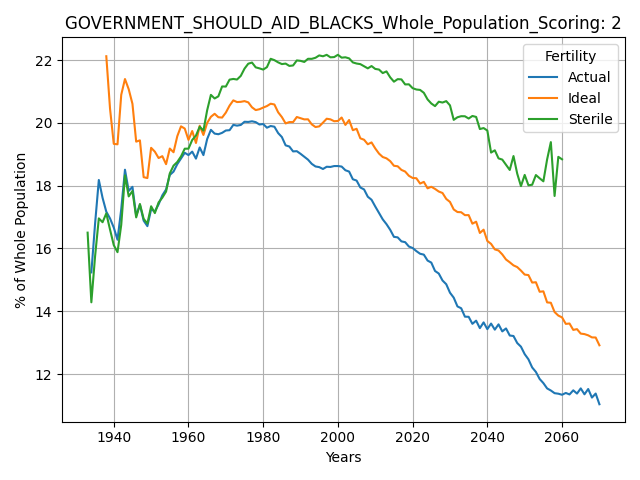 GOVERNMENT_SHOULD_AID_BLACKS_Whole_Population_Scoring: 2
Fertility
Actual
Ideal
Sterile
% of Whole Population
22
20
18
16
14
12
1940 1960 1980 2000 2020 2040 2060
Years